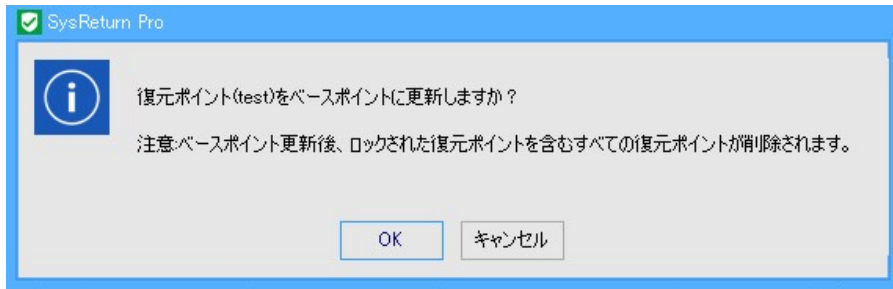 SysReturn Pro
復元ポイント(test)をベースポイントに更新しますか？
注意:ベースポイント更新後、ロックされた復元ポイントを含むすべての復元ポイントが削除されます。
OK
キャンセル